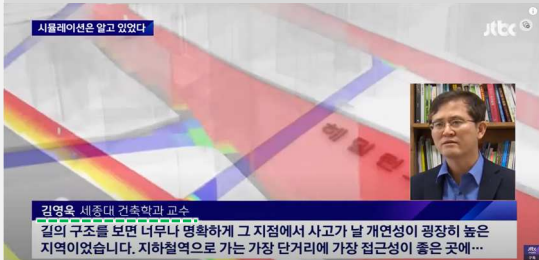 시뮬레이션은 알고 있었다
jtbc
해밀턴
김영욱 세종대 건축학과 교수
길의 구조를 보면 너무나 명확하게 그 지점에서 사고가 날 개연성이 굉장히 높은
지역이었습니다. 지하철역으로 가는 가장 단거리에 가장 접근성이 좋은 곳에…